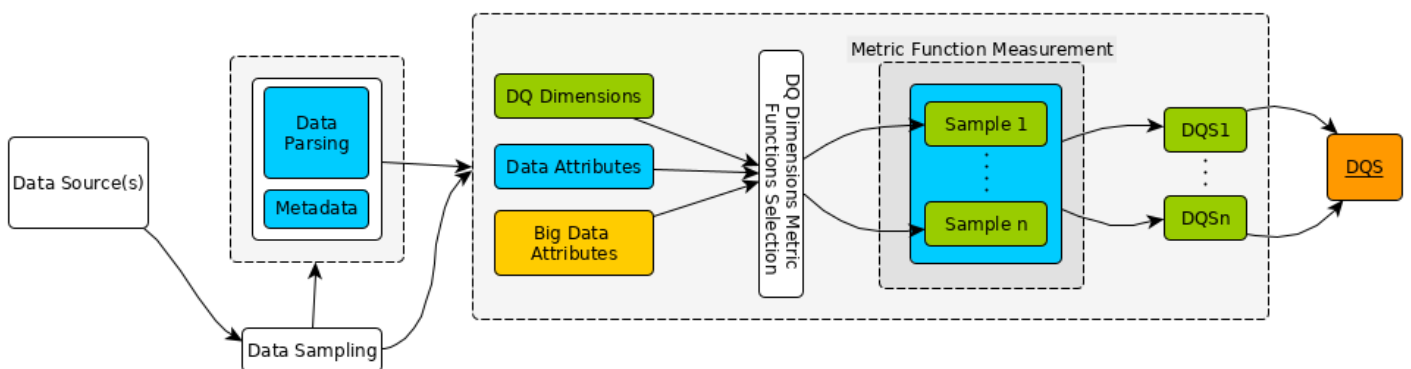 Data Source(s)
Data Sampling
Data
Parsing
Metadata
DQ Dimensions
Data Attributes
Big Data
Attributes
DQ Dimensions Metric
Functions Selection
Metric Function Measurement
Sample 1
Sample n
DQS1
DQSn
DQS